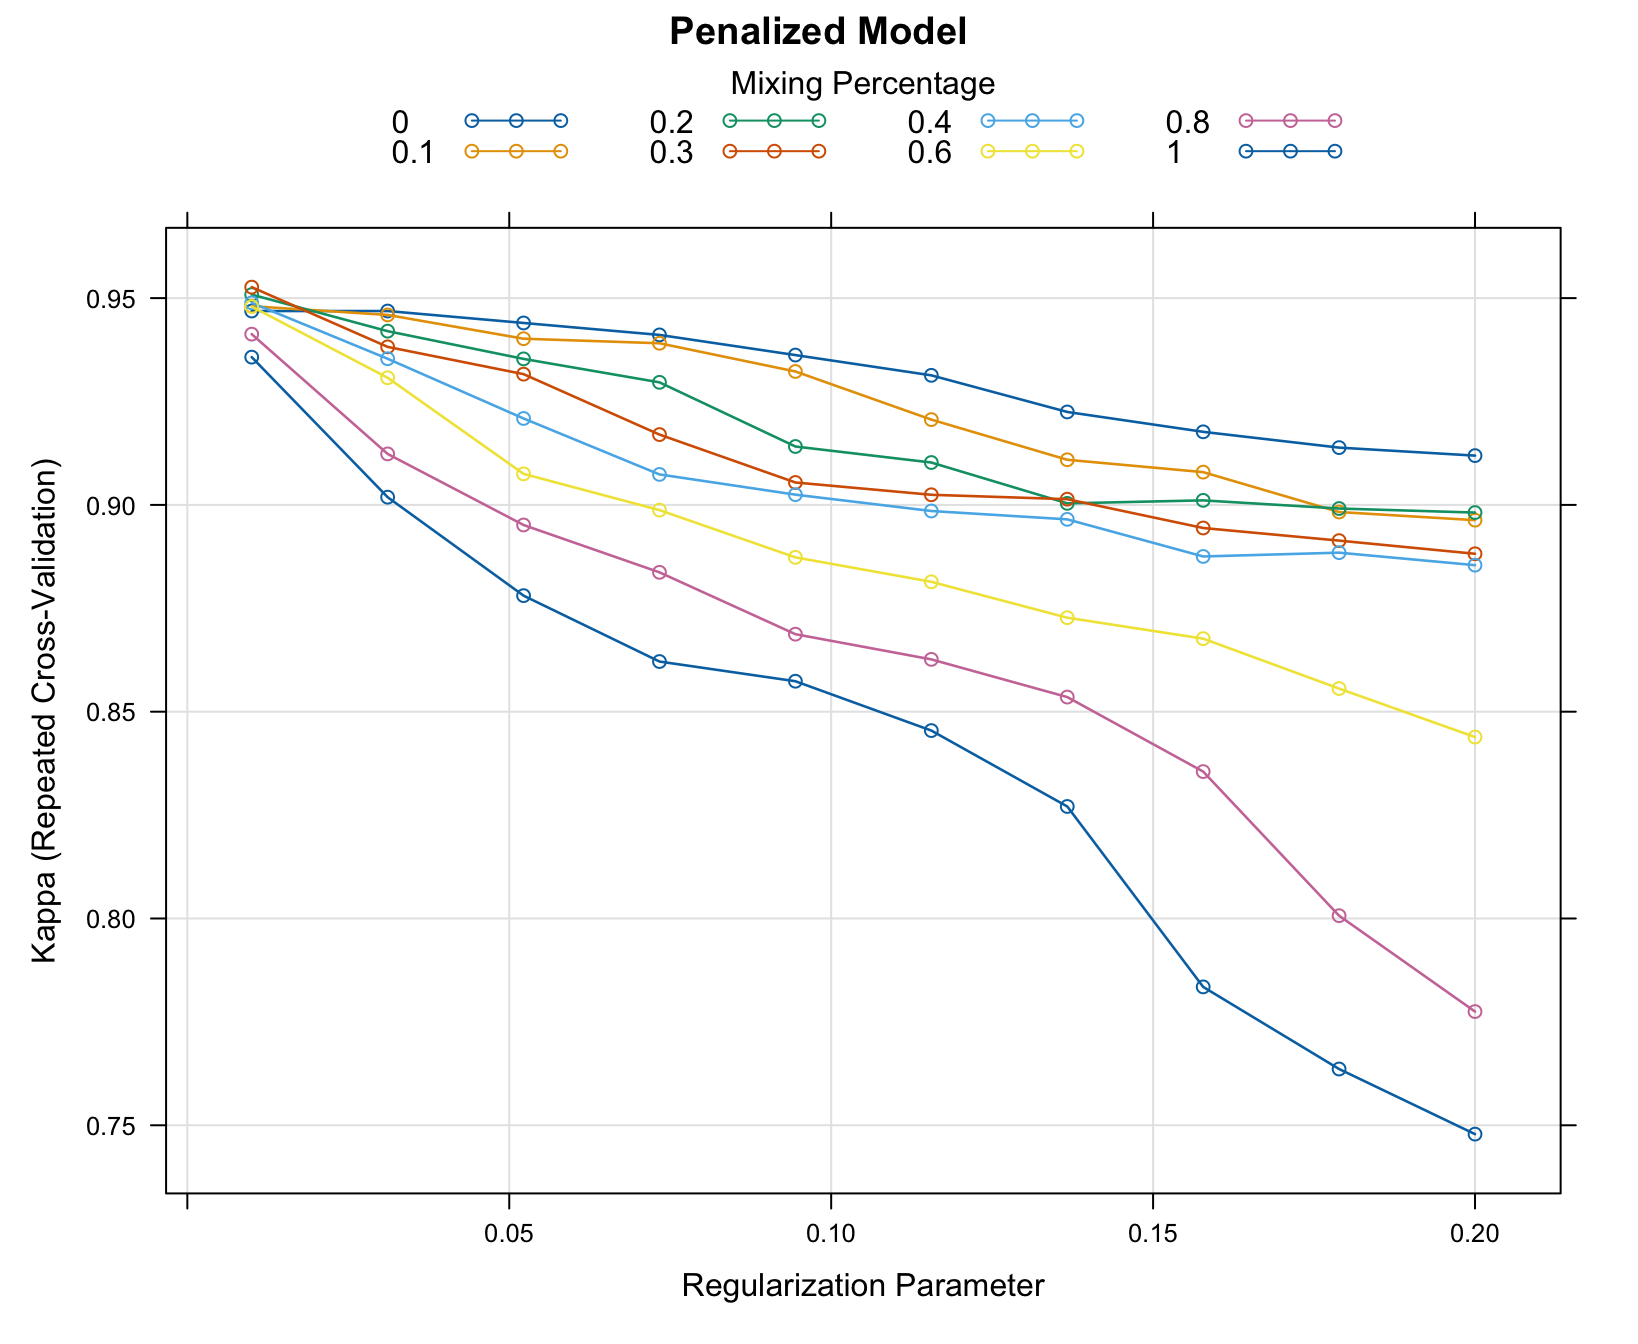 Penalized Model
Mixing Percentage
0 0.2 0.4 0.8
0.1 0.3 0.6 1
0.95
0.90
0.85
0.80
0.75
Kappa (Repeated Cross-Validation)
0.05 0.10 0.15 0.20
Regularization Parameter